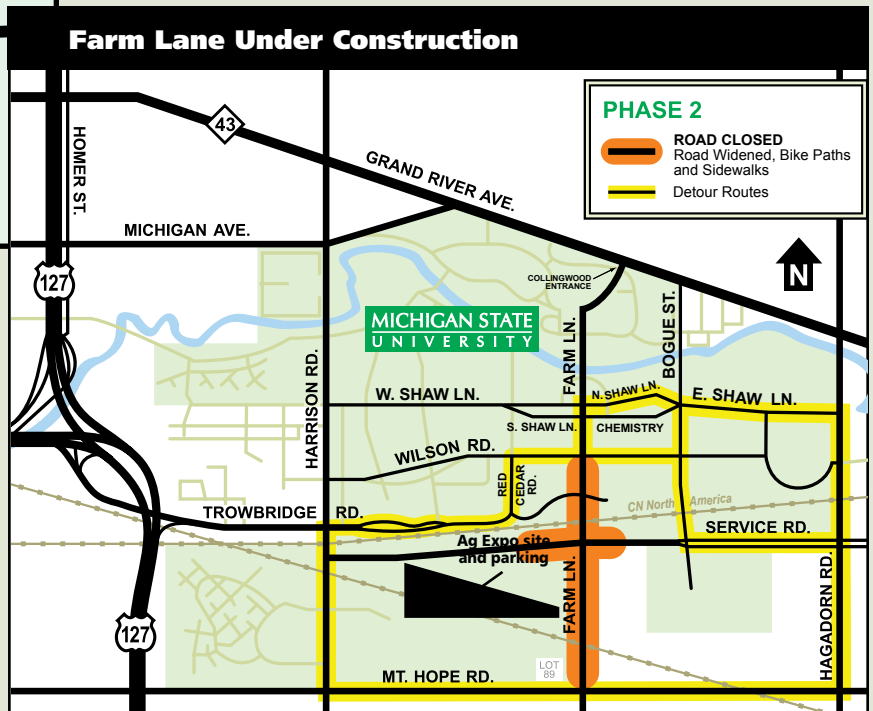 Farm Lane Under Construction
PHASE 2
ROAD CLOSED
Road Widened, Bike Paths
and Sidewalks
Detour Routes
43
HOMER ST.
GRAND RIVER AVE.
MICHIGAN AVE.
N
127
COLLINGWOOD
ENTRANCE
MICHIGAN STATE
UNIVERSITY
FARM LN.
BOGUE ST.
HARRISON RD.
W. SHAW LN.
N. SHAW LN.
E. SHAW LN.
S. SHAW LN.
CHEMISTRY
WILSON RD.
RED
CEDAR
RD.
CN North America
TROWBRIDGE RD.
SERVICE RD.
Ag Expo site
and parking
FARM LN.
HAGADORN RD.
127
LOT
89
MT. HOPE RD.